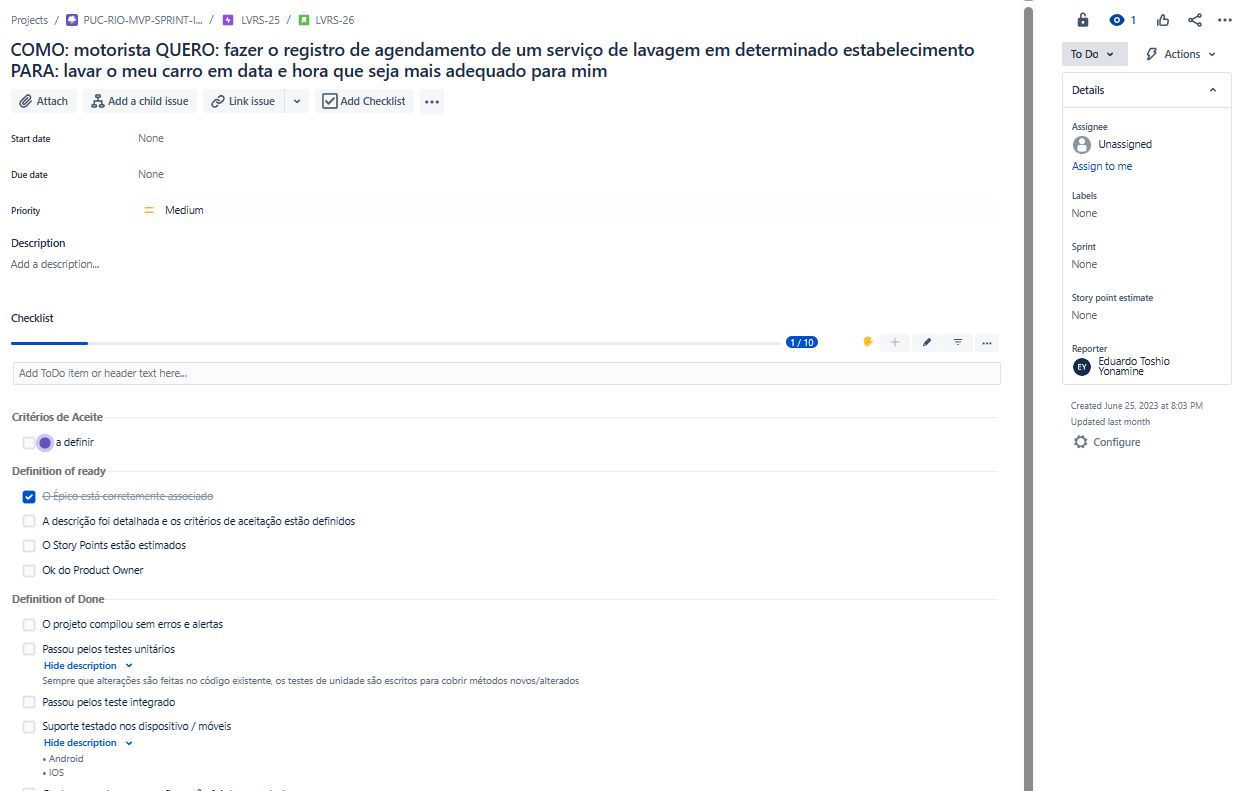 Projects / PUC-RIO-MVP-SPRINT-I... / LVRS-25 / LVRS-26
1
COMO: motorista QUERO: fazer o registro de agendamento de um serviço de lavagem em determinado estabelecimento
PARA: lavar o meu carro em data e hora que seja mais adequado para mim
Attach
Add a child issue
Link issue
Add Checklist
Start date
None
Due date
None
Priority
Medium
Description
Add a description...
Checklist
1 / 10
Add ToDo item or header text here...
Critérios de Aceite
a definir
Definition of ready
O Épico está corretamente associado
A descrição foi detalhada e os critérios de aceitação estão definidos
O Story Points estão estimados
Ok do Product Owner
Definition of Done
O projeto compilou sem erros e alertas
Passou pelos testes unitários
Hide description
Sempre que alterações são feitas no código existente, os testes de unidade são escritos para cobrir métodos novos/alterados
Passou pelos teste integrado
Suporte testado nos dispositivo / móveis
Hide description
• Android
• IOS
To Do
Actions
Details
Assignee
Unassigned
Assign to me
Labels
None
Sprint
None
Story point estimate
None
Reporter
EY
Eduardo Toshio
Yonamine
Created June 25, 2023 at 8:03 PM
Updated last month
Configure